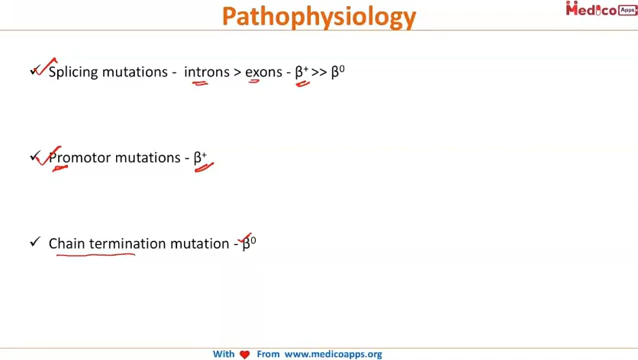 Pathophysiology
Medico Apps
✓ Splicing mutations - introns > exons - β⁺ >> β⁰
✓ Promotor mutations - β⁺
✓ Chain termination mutation - β⁰
With ♥ From www.medicoapps.org